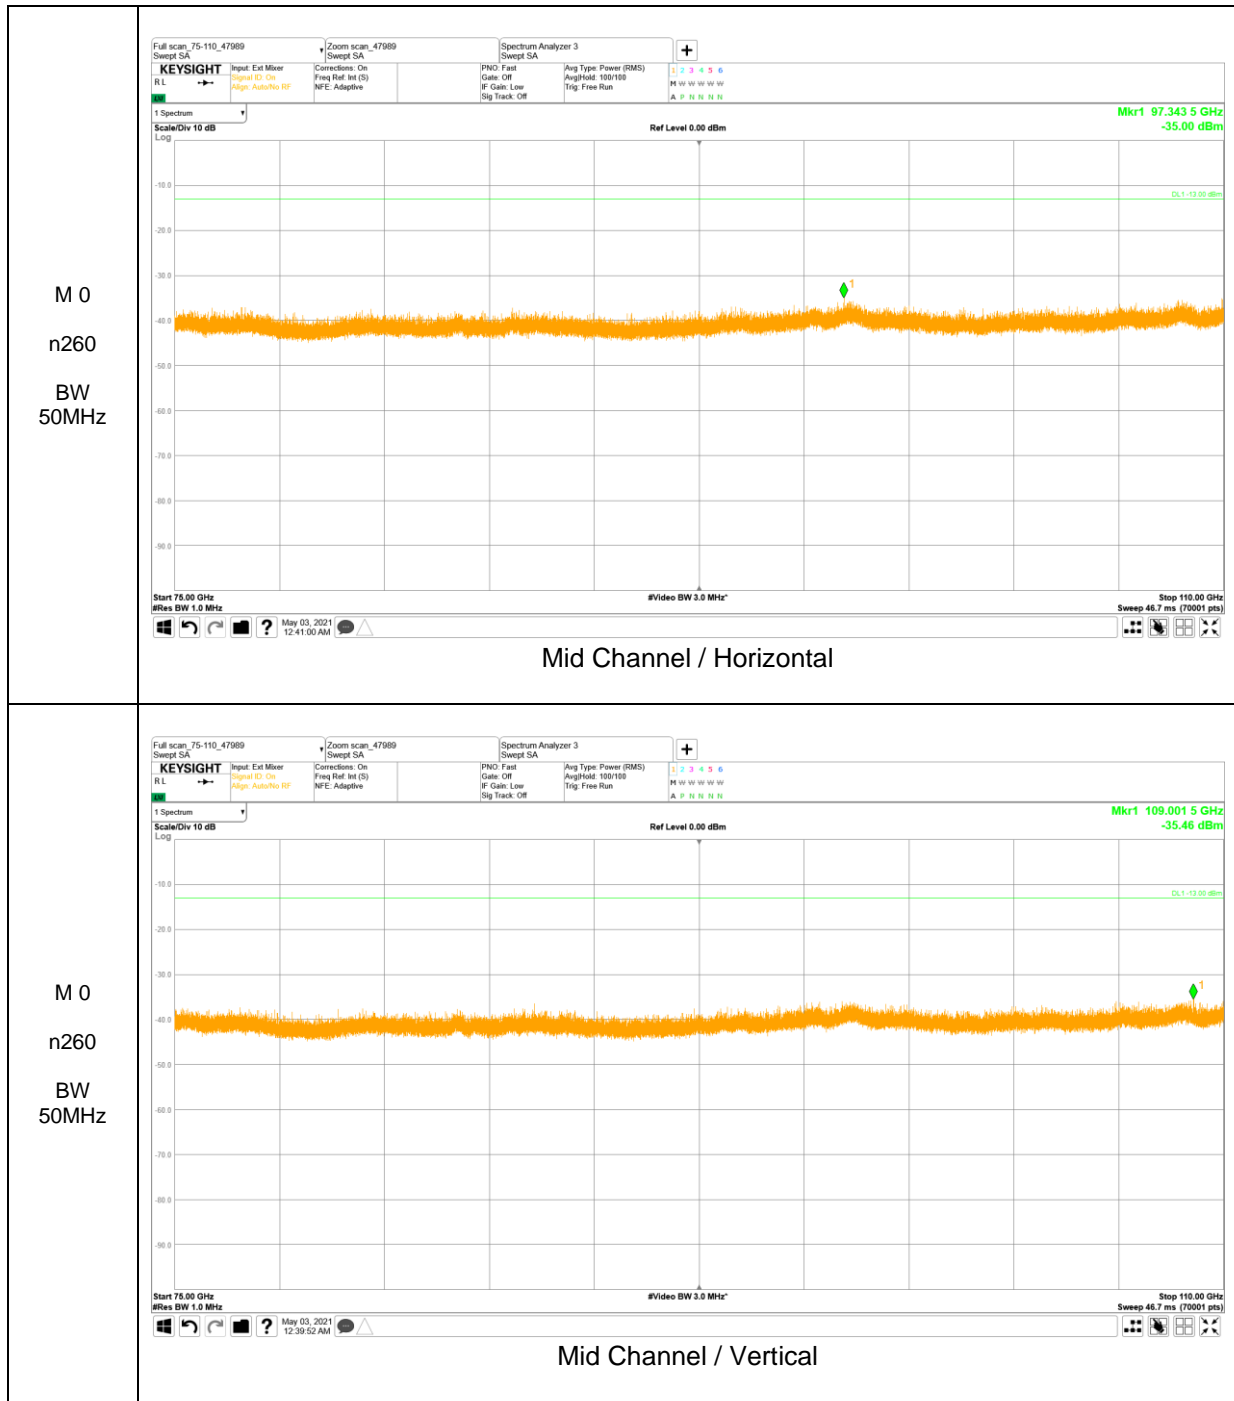 Full scan_75-110_47989
Swept SA
Zoom scan_47989
Swept SA
Spectrum Analyzer 3
Swept SA
KEYSIGHT
R L
Input: Ext Mixer
Signal ID: On
Align: Auto/No RF
Corrections: On
Freq Ref: Int (S)
NFE: Adaptive
PNO: Fast
Gate: Off
IF Gain: Low
Sig Track: Off
Avg Type: Power (RMS)
Avg|Hold: 100/100
Trig: Free Run
1 2 3 4 5 6
M W W W W W
A P N N N N
1 Spectrum
Scale/Div 10 dB
Log
Ref Level 0.00 dBm
Mkr1 97.343 5 GHz
-35.00 dBm
DL1 -13.00 dBm
-10.0
-20.0
-30.0
-40.0
-50.0
-60.0
-70.0
-80.0
-90.0
1
M 0
n260
BW
50MHz
Start 75.00 GHz
#Res BW 1.0 MHz
#Video BW 3.0 MHz*
Stop 110.00 GHz
Sweep 46.7 ms (70001 pts)
?
May 03, 2021
12:41:00 AM
Mid Channel / Horizontal
Full scan_75-110_47989
Swept SA
Zoom scan_47989
Swept SA
Spectrum Analyzer 3
Swept SA
KEYSIGHT
R L
Input: Ext Mixer
Signal ID: On
Align: Auto/No RF
Corrections: On
Freq Ref: Int (S)
NFE: Adaptive
PNO: Fast
Gate: Off
IF Gain: Low
Sig Track: Off
Avg Type: Power (RMS)
Avg|Hold: 100/100
Trig: Free Run
1 2 3 4 5 6
M W W W W W
A P N N N N
1 Spectrum
Scale/Div 10 dB
Log
Ref Level 0.00 dBm
Mkr1 109.001 5 GHz
-35.46 dBm
DL1 -13.00 dBm
-10.0
-20.0
-30.0
-40.0
-50.0
-60.0
-70.0
-80.0
-90.0
1
M 0
n260
BW
50MHz
Start 75.00 GHz
#Res BW 1.0 MHz
#Video BW 3.0 MHz*
Stop 110.00 GHz
Sweep 46.7 ms (70001 pts)
?
May 03, 2021
12:39:52 AM
Mid Channel / Vertical